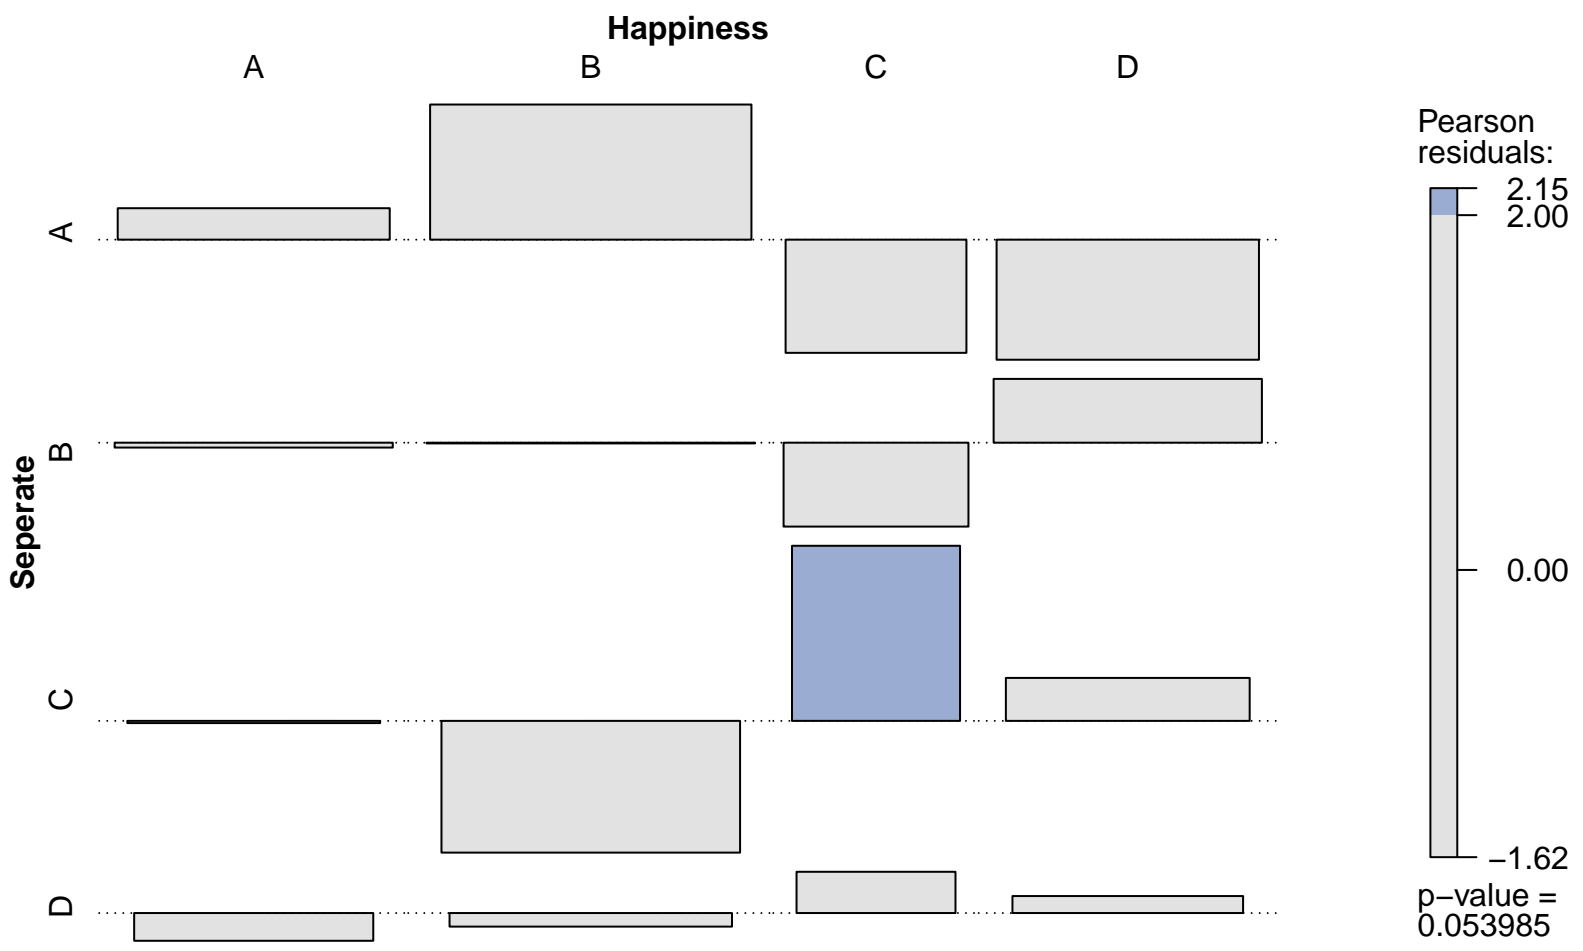 Happiness
A B C D
Seperate
A
B
C
D
Pearson
residuals:
2.15
2.00
0.00
−1.62
p−value =
0.053985